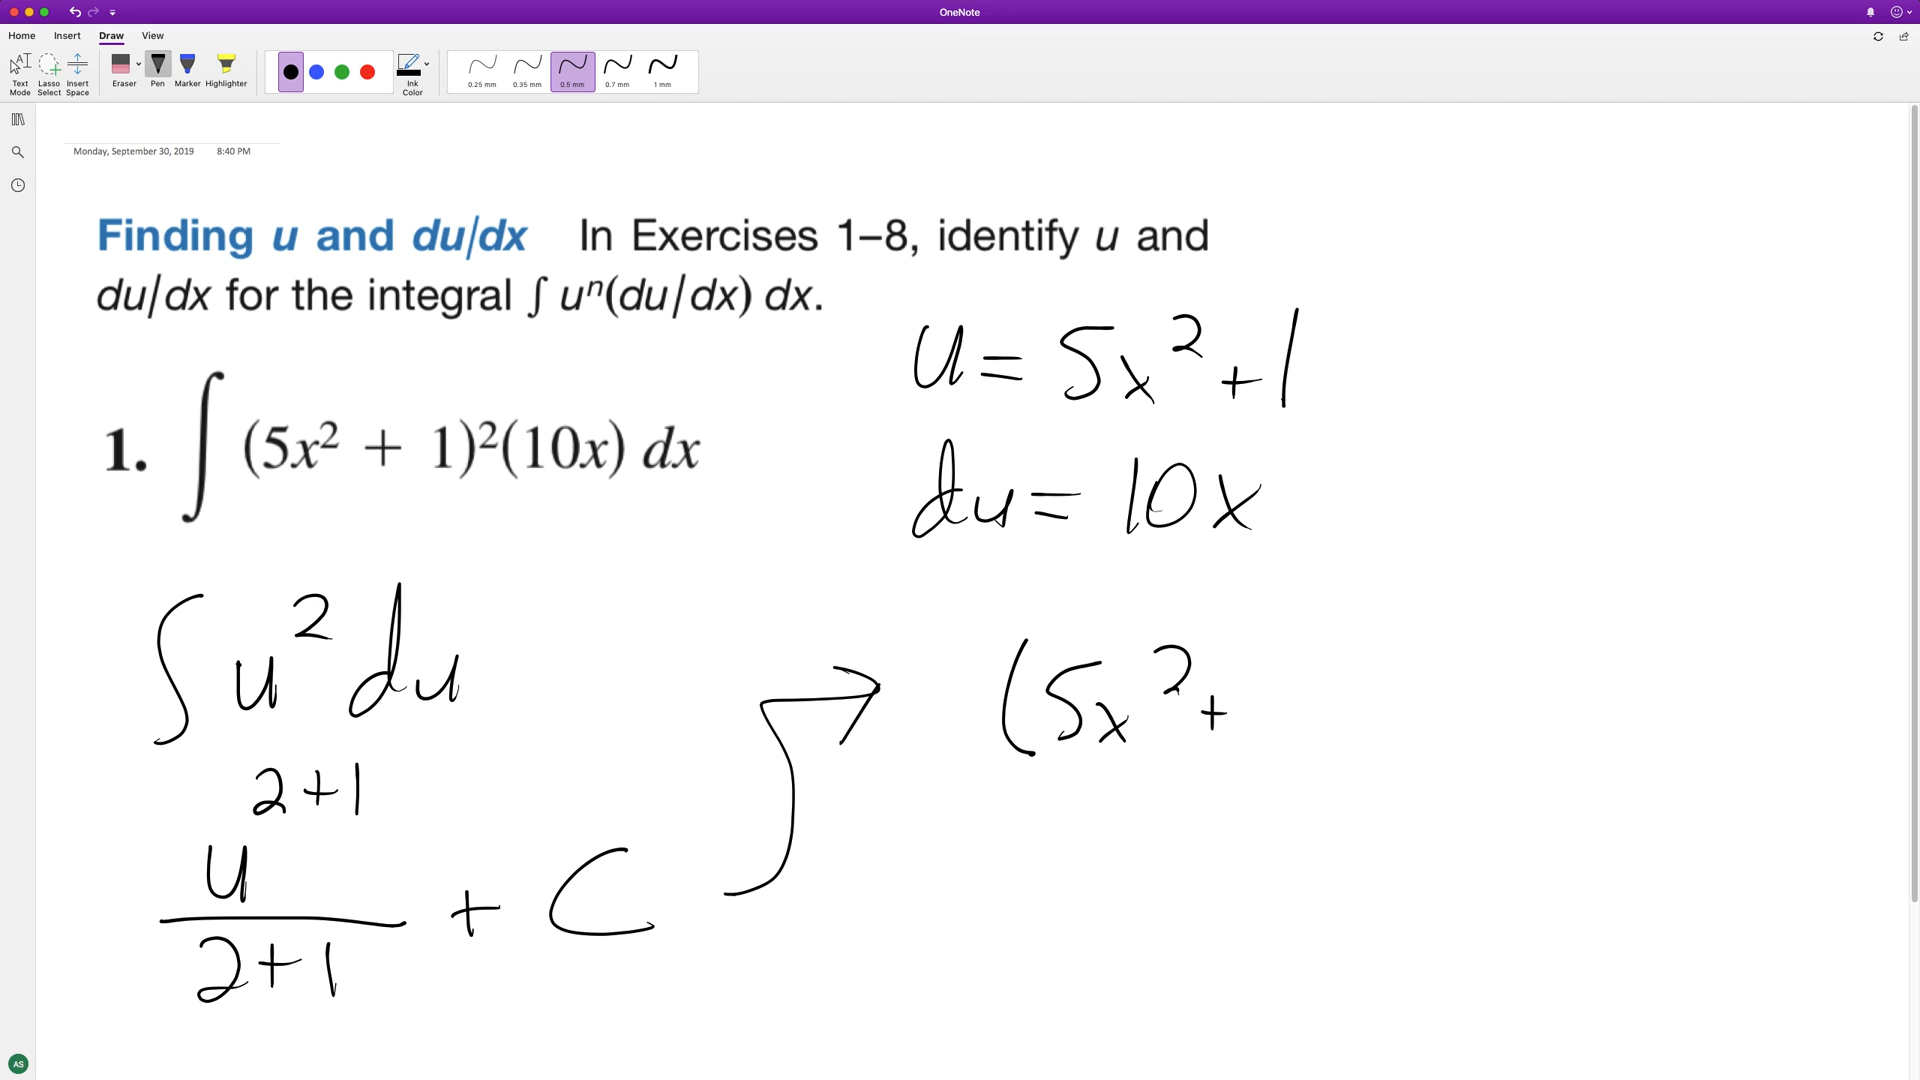 OneNote
Home Insert Draw View
Text Mode Lasso Select Insert Space Eraser Pen Marker Highlighter Ink Color 0.25 mm 0.35 mm 0.5 mm 0.7 mm 1 mm
Monday, September 30, 2019 8:40 PM
Finding u and du/dx In Exercises 1–8, identify u and
du/dx for the integral ∫ uⁿ(du/dx) dx.
u = 5x² + 1
1. ∫ (5x² + 1)²(10x) dx
du = 10x
∫ u² du
(5x² +
u^(2+1) / (2+1) + C
AS